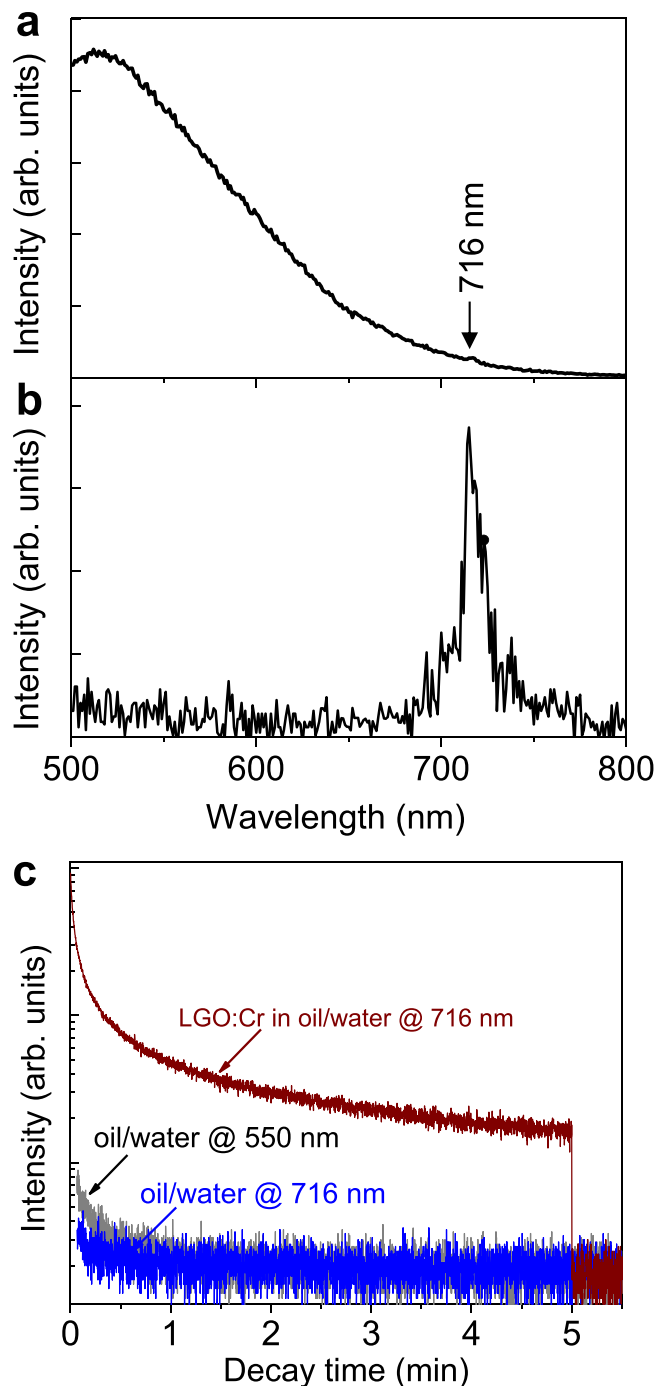 a
Intensity (arb. units)
716 nm
b
Intensity (arb. units)
500 600 700 800
Wavelength (nm)
c
Intensity (arb. units)
LGO:Cr in oil/water @ 716 nm
oil/water @ 550 nm
oil/water @ 716 nm
0 1 2 3 4 5
Decay time (min)